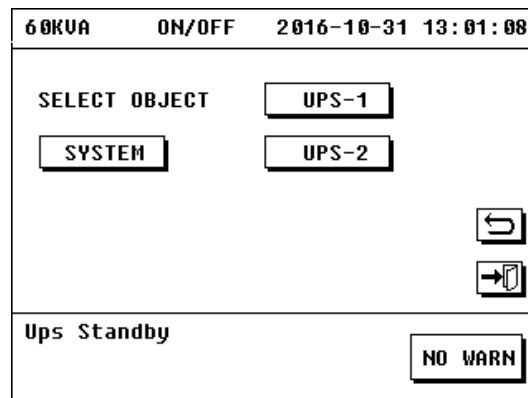 60KVA ON/OFF 2016-10-31 13:01:08
SELECT OBJECT UPS-1
SYSTEM UPS-2
Ups Standby
NO WARN